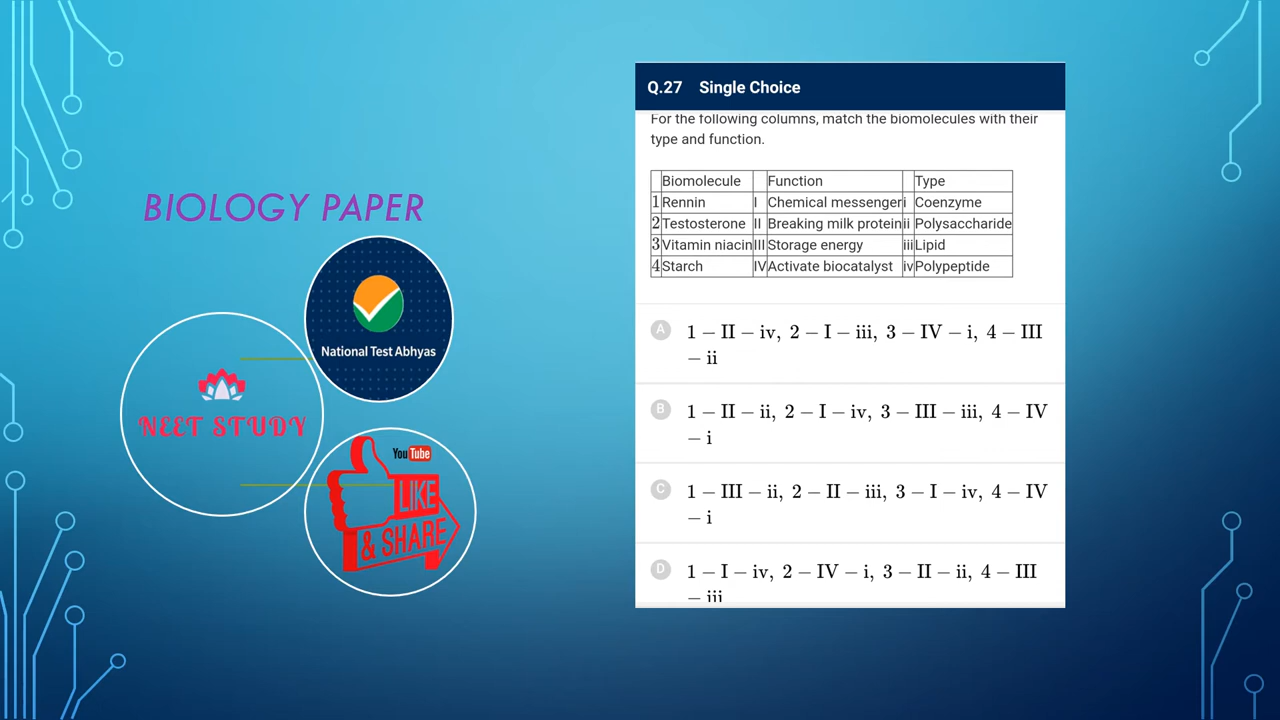 BIOLOGY PAPER
National Test Abhyas
NEET STUDY
YouTube
LIKE
& SHARE
Q.27 Single Choice
For the following columns, match the biomolecules with their
type and function.
Biomolecule Function Type
1 Rennin I Chemical messenger i Coenzyme
2 Testosterone II Breaking milk protein ii Polysaccharide
3 Vitamin niacin III Storage energy iii Lipid
4 Starch IV Activate biocatalyst iv Polypeptide
A 1 – II – iv, 2 – I – iii, 3 – IV – i, 4 – III
– ii
B 1 – II – ii, 2 – I – iv, 3 – III – iii, 4 – IV
– i
C 1 – III – ii, 2 – II – iii, 3 – I – iv, 4 – IV
– i
D 1 – I – iv, 2 – IV – i, 3 – II – ii, 4 – III
– iii